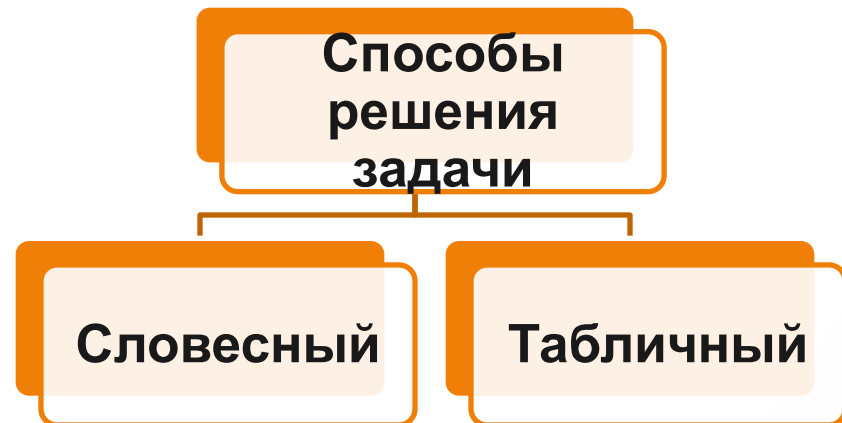 Способы
решения
задачи
Словесный
Табличный